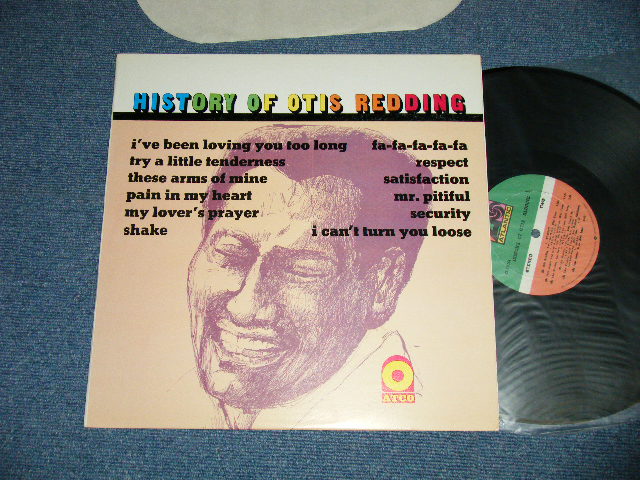 HISTORY OF OTIS REDDING
i've been loving you too long fa-fa-fa-fa-fa
try a little tenderness respect
these arms of mine satisfaction
pain in my heart mr. pitiful
my lover's prayer security
shake i can't turn you loose
ATCO
ATLANTIC
STEREO